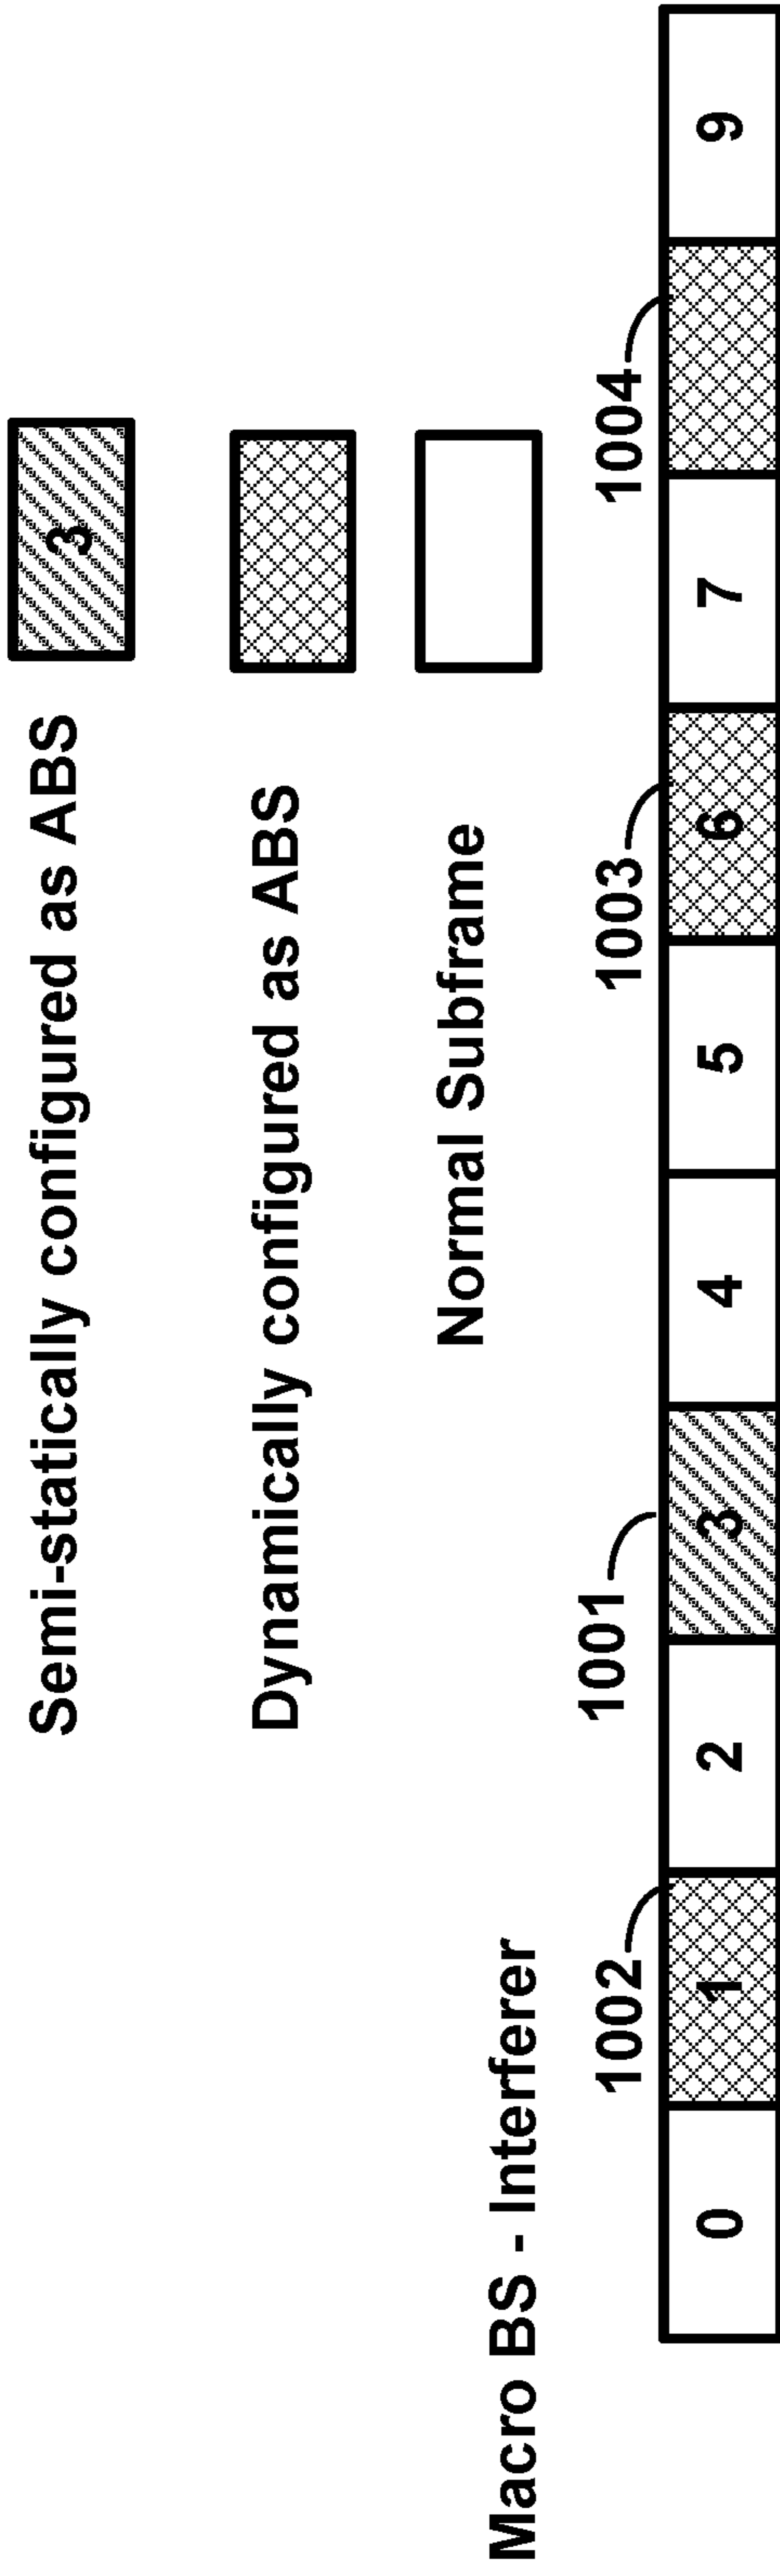 Semi-statically configured as ABS 3
Dynamically configured as ABS
Normal Subframe
Macro BS - Interferer
1002 1001 1003 1004
0 1 2 3 4 5 6 7 9